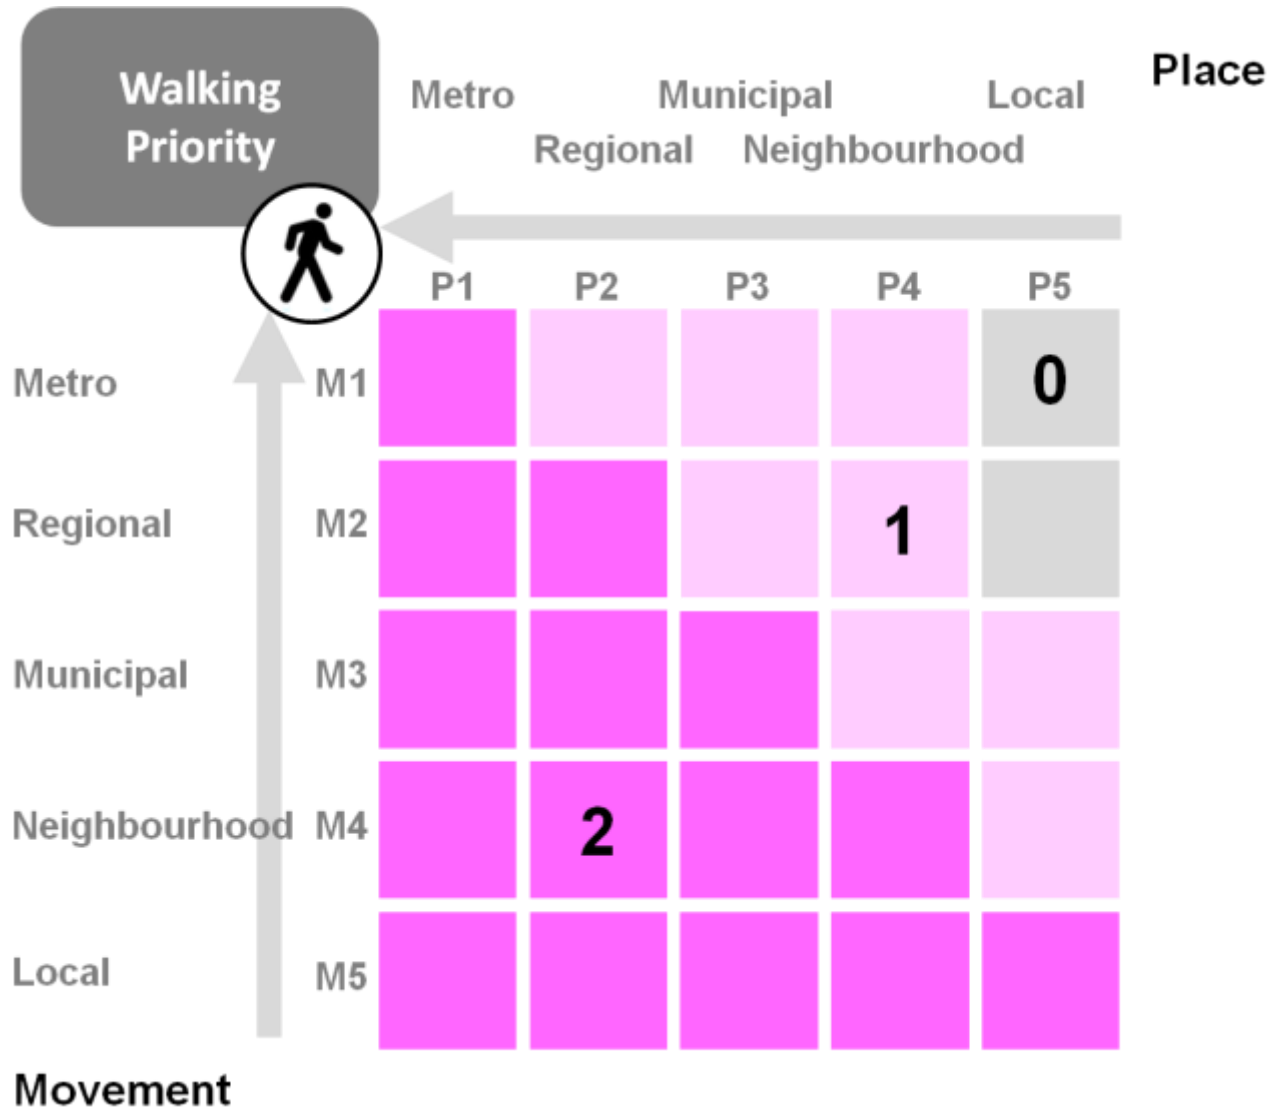 Walking
Priority
Place
Metro Municipal Local
Regional Neighbourhood
P1 P2 P3 P4 P5
Metro M1 0
Regional M2 1
Municipal M3
Neighbourhood M4 2
Local M5
Movement